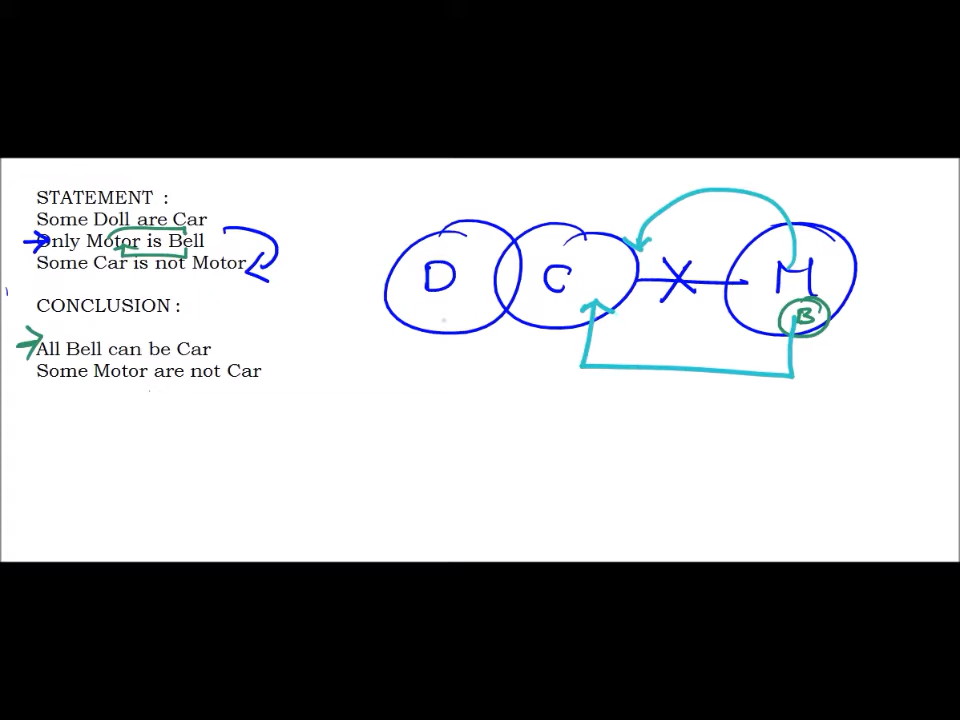 STATEMENT :
Some Doll are Car
Only Motor is Bell
Some Car is not Motor
CONCLUSION :
All Bell can be Car
Some Motor are not Car
D C M
B